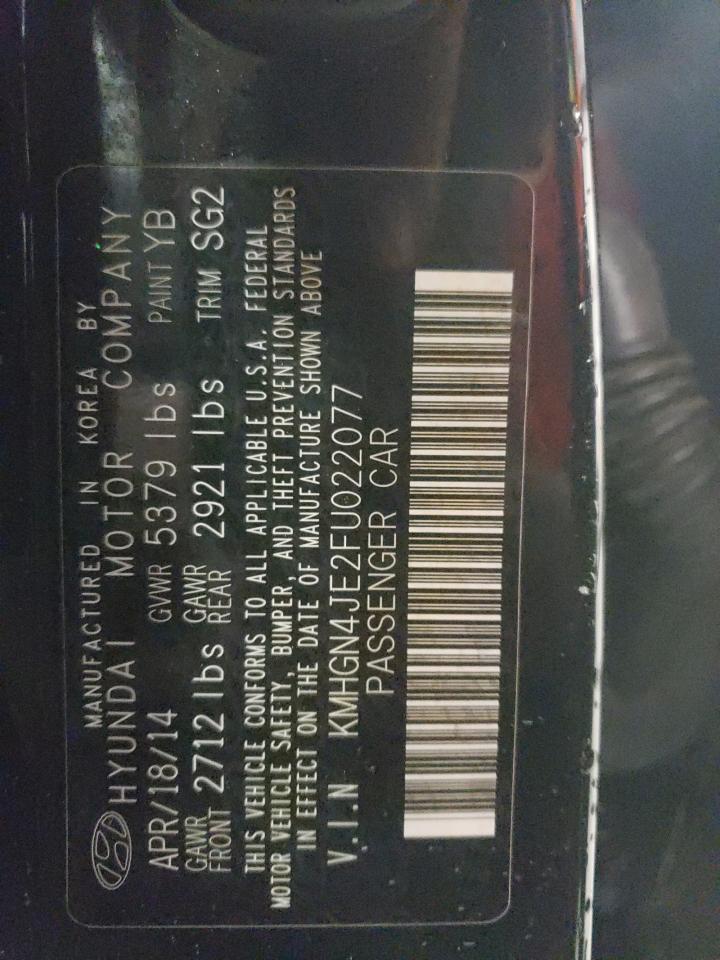 MANUFACTURED IN KOREA BY
HYUNDAI MOTOR COMPANY
APR/18/14 GVWR 5379 lbs PAINT YB
GAWR FRONT 2712 lbs GAWR REAR 2921 lbs TRIM SG2
THIS VEHICLE CONFORMS TO ALL APPLICABLE U.S.A. FEDERAL
MOTOR VEHICLE SAFETY, BUMPER, AND THEFT PREVENTION STANDARDS
IN EFFECT ON THE DATE OF MANUFACTURE SHOWN ABOVE
V.I.N KMHGN4JE2FU022077
PASSENGER CAR